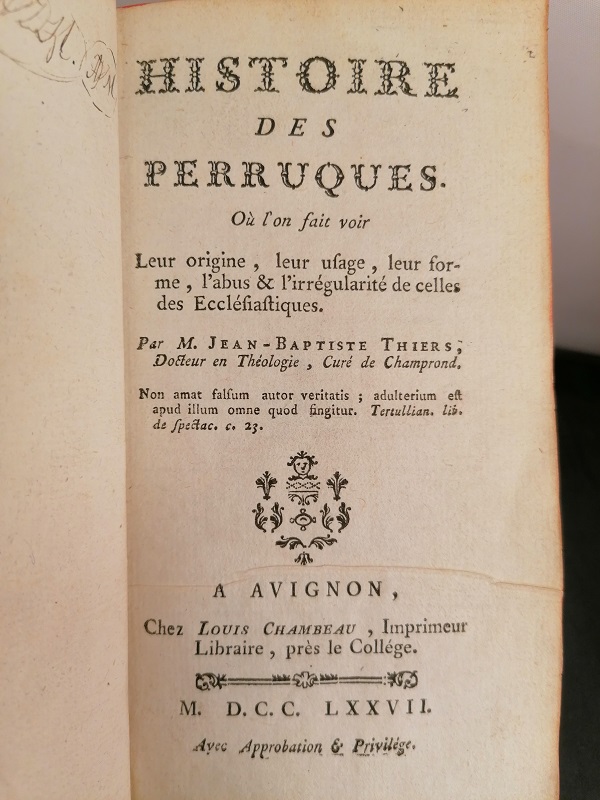 HISTOIRE
DES
PERRUQUES.
Où l'on fait voir
Leur origine, leur uſage, leur for-
me, l'abus & l'irrégularité de celles
des Eccléſiaſtiques.
Par M. JEAN-BAPTISTE THIERS,
Docteur en Théologie, Curé de Champrond.
Non amat falſum autor veritatis; adulterium eſt
apud illum omne quod fingitur. Tertullian. lib.
de ſpectac. c. 23.
A AVIGNON,
Chez LOUIS CHAMBEAU, Imprimeur
Libraire, près le Collége.
M. D.C.C. LXXVII.
Avec Approbation & Privilége.